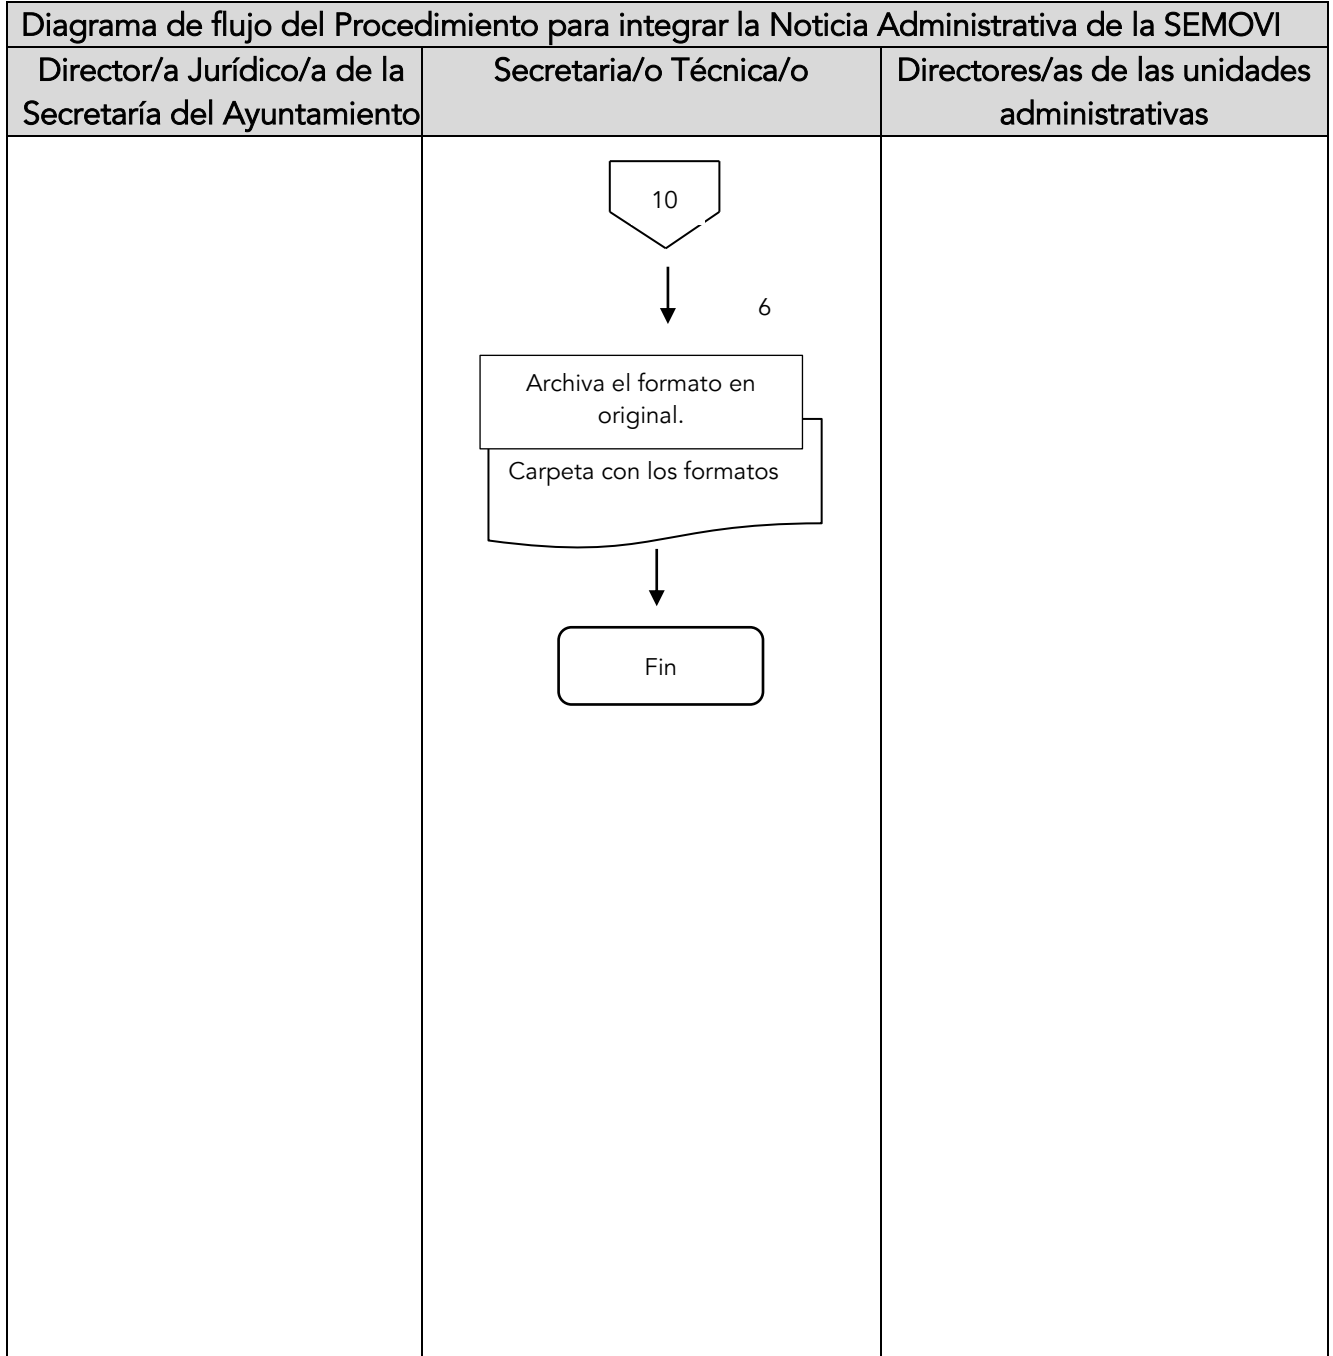 Diagrama de flujo del Procedimiento para integrar la Noticia Administrativa de la SEMOVI
Director/a Jurídico/a de la
Secretaría del Ayuntamiento
Secretaria/o Técnica/o
Directores/as de las unidades
administrativas
10
6
Archiva el formato en
original.
Carpeta con los formatos
Fin